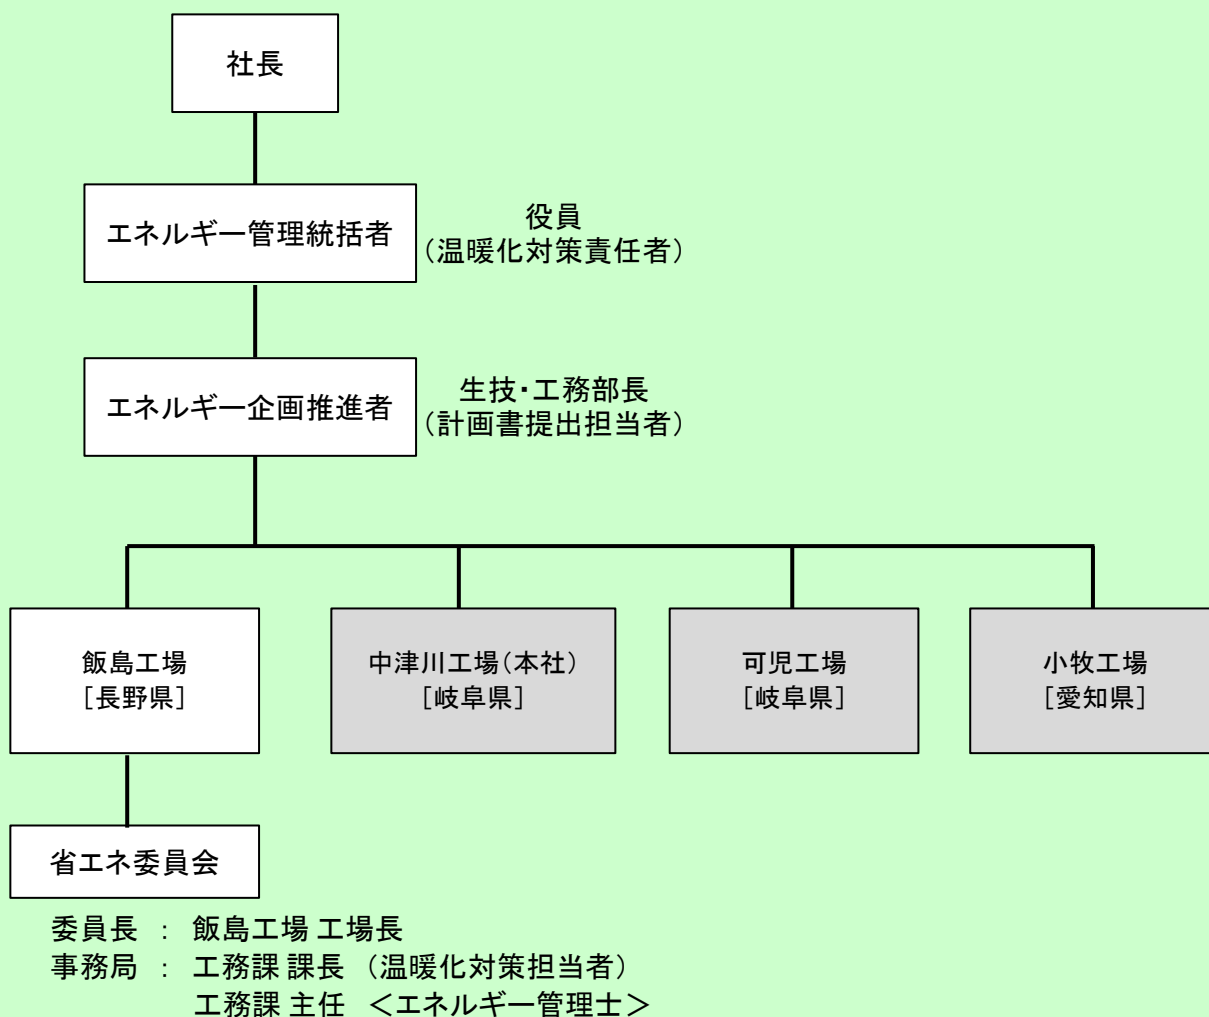 社長
エネルギー管理統括者
役員
（温暖化対策責任者）
エネルギー企画推進者
生技・工務部長
（計画書提出担当者）
飯島工場
［長野県］
中津川工場（本社）
［岐阜県］
可児工場
［岐阜県］
小牧工場
［愛知県］
省エネ委員会
委員長 ： 飯島工場 工場長
事務局 ： 工務課 課長 （温暖化対策担当者）
工務課 主任 ＜エネルギー管理士＞